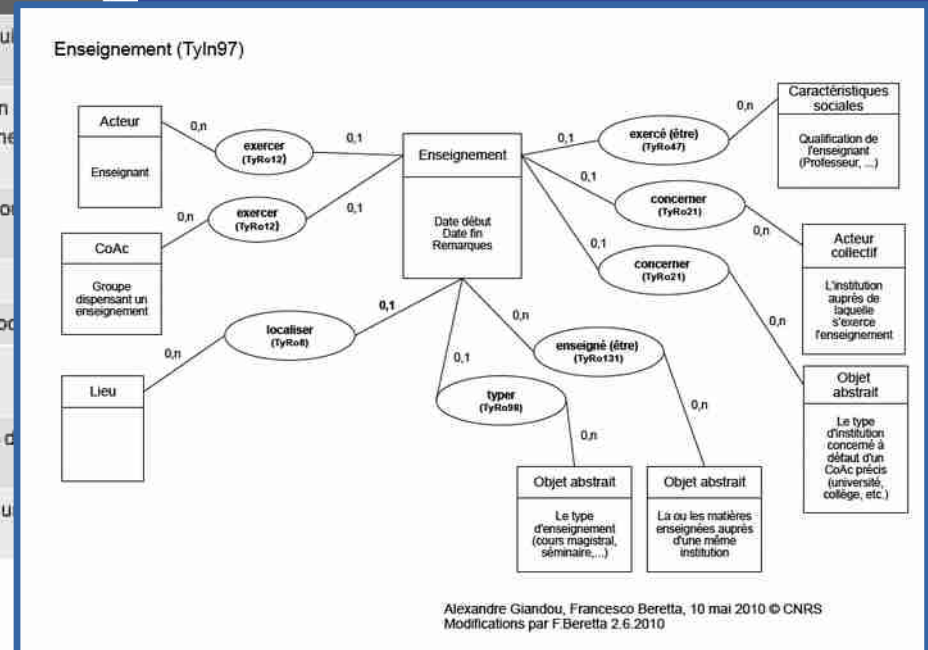 Enseignement (TyIn97)
Acteur
Enseignant
0,n
exercer
(TyRo12)
0,1
CoAc
Groupe
dispensant un
enseignement
0,n
exercer
(TyRo12)
0,1
Lieu
0,n
localiser
(TyRo8)
0,1
Enseignement
Date début
Date fin
Remarques
0,1
exercé (être)
(TyRo47)
0,n
Caractéristiques
sociales
Qualification de
l'enseignant
(Professeur, ...)
0,1
concerner
(TyRo21)
0,n
Acteur
collectif
L'institution
auprès de
laquelle
s'exerce
l'enseignement
0,1
concerner
(TyRo21)
0,n
Objet
abstrait
Le type
d'institution
concerné à
défaut d'un
CoAc précis
(université,
collège, etc.)
0,n
enseigné (être)
(TyRo131)
0,n
Objet abstrait
La ou les matières
enseignées auprès
d'une même
institution
0,1
typer
(TyRo98)
0,n
Objet abstrait
Le type
d'enseignement
(cours magistral,
séminaire,...)
Alexandre Giandou, Francesco Beretta, 10 mai 2010 © CNRS
Modifications par F.Beretta 2.6.2010